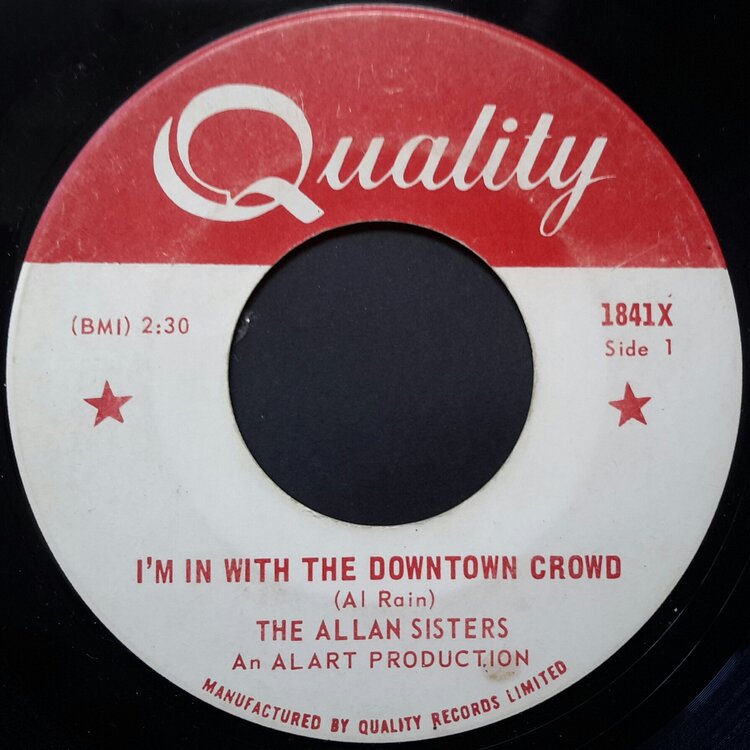 Quality
(BMI) 2:30
1841X
Side 1
I'M IN WITH THE DOWNTOWN CROWD
(Al Rain)
THE ALLAN SISTERS
An ALART PRODUCTION
MANUFACTURED BY QUALITY RECORDS LIMITED